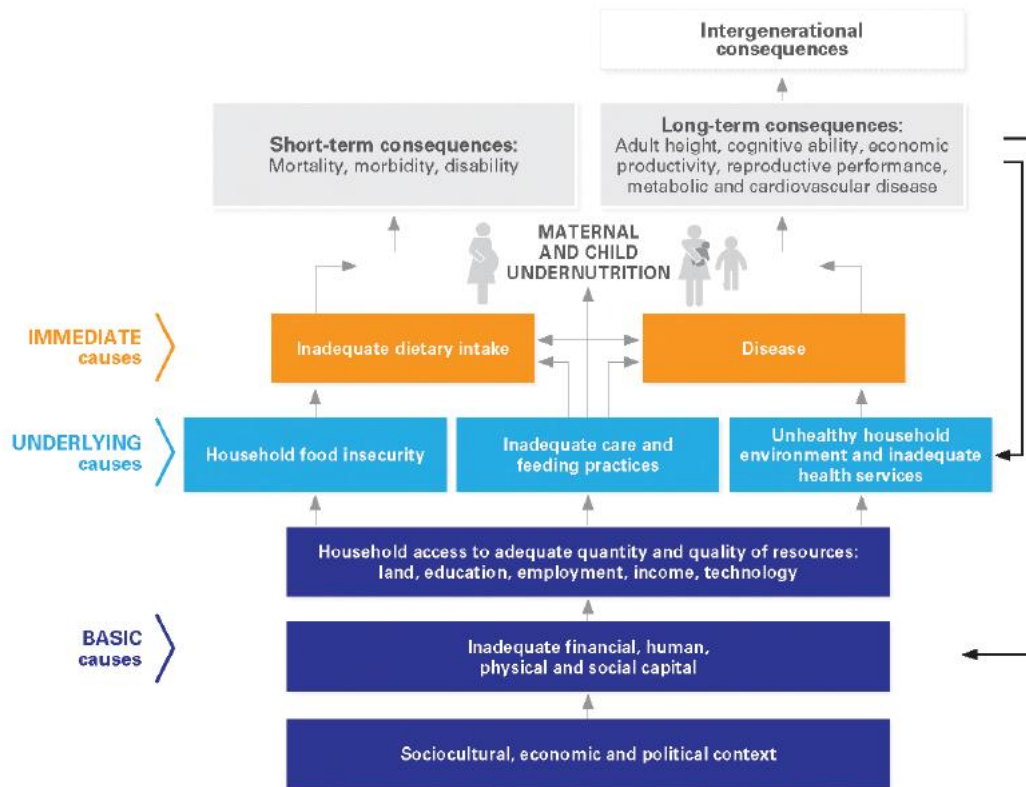 Intergenerational
consequences
Short-term consequences:
Mortality, morbidity, disability
Long-term consequences:
Adult height, cognitive ability, economic
productivity, reproductive performance,
metabolic and cardiovascular disease
MATERNAL
AND CHILD
UNDERNUTRITION
IMMEDIATE
causes
Inadequate dietary intake
Disease
UNDERLYING
causes
Household food insecurity
Inadequate care and
feeding practices
Unhealthy household
environment and inadequate
health services
Household access to adequate quantity and quality of resources:
land, education, employment, income, technology
BASIC
causes
Inadequate financial, human,
physical and social capital
Sociocultural, economic and political context